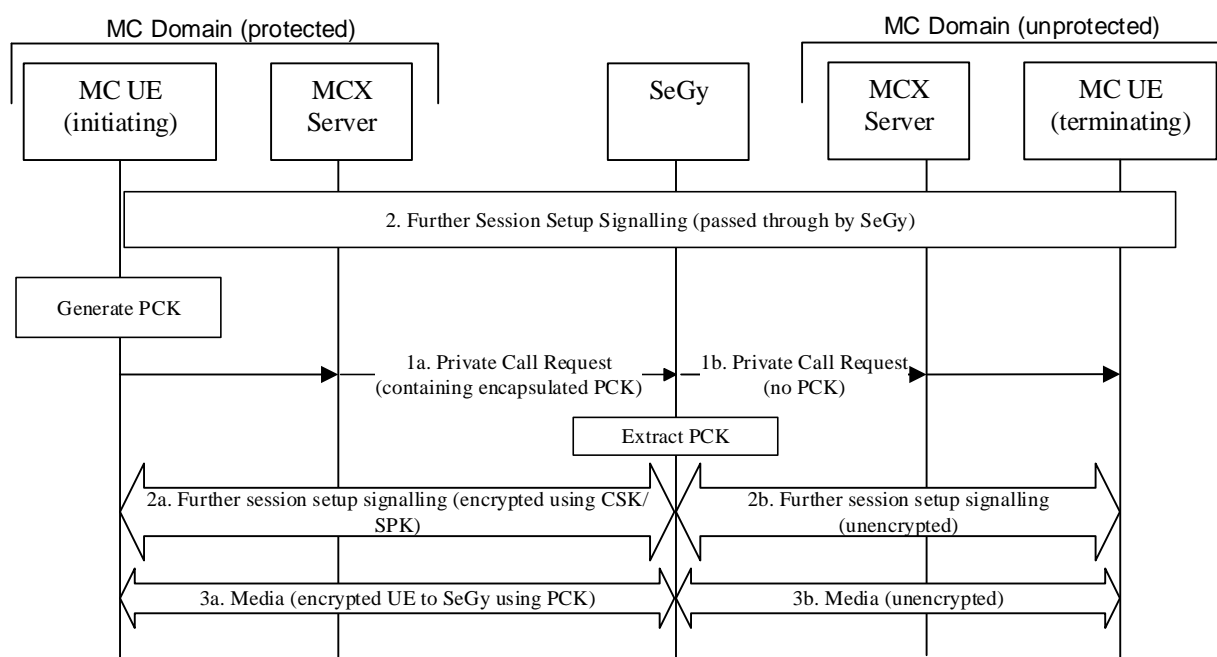 MC Domain (protected)
MC Domain (unprotected)
MC UE
(initiating)
MCX
Server
SeGy
MCX
Server
MC UE
(terminating)
2. Further Session Setup Signalling (passed through by SeGy)
Generate PCK
1a. Private Call Request
(containing encapsulated PCK)
1b. Private Call Request
(no PCK)
Extract PCK
2a. Further session setup signalling (encrypted using CSK/
SPK)
2b. Further session setup signalling
(unencrypted)
3a. Media (encrypted UE to SeGy using PCK)
3b. Media (unencrypted)